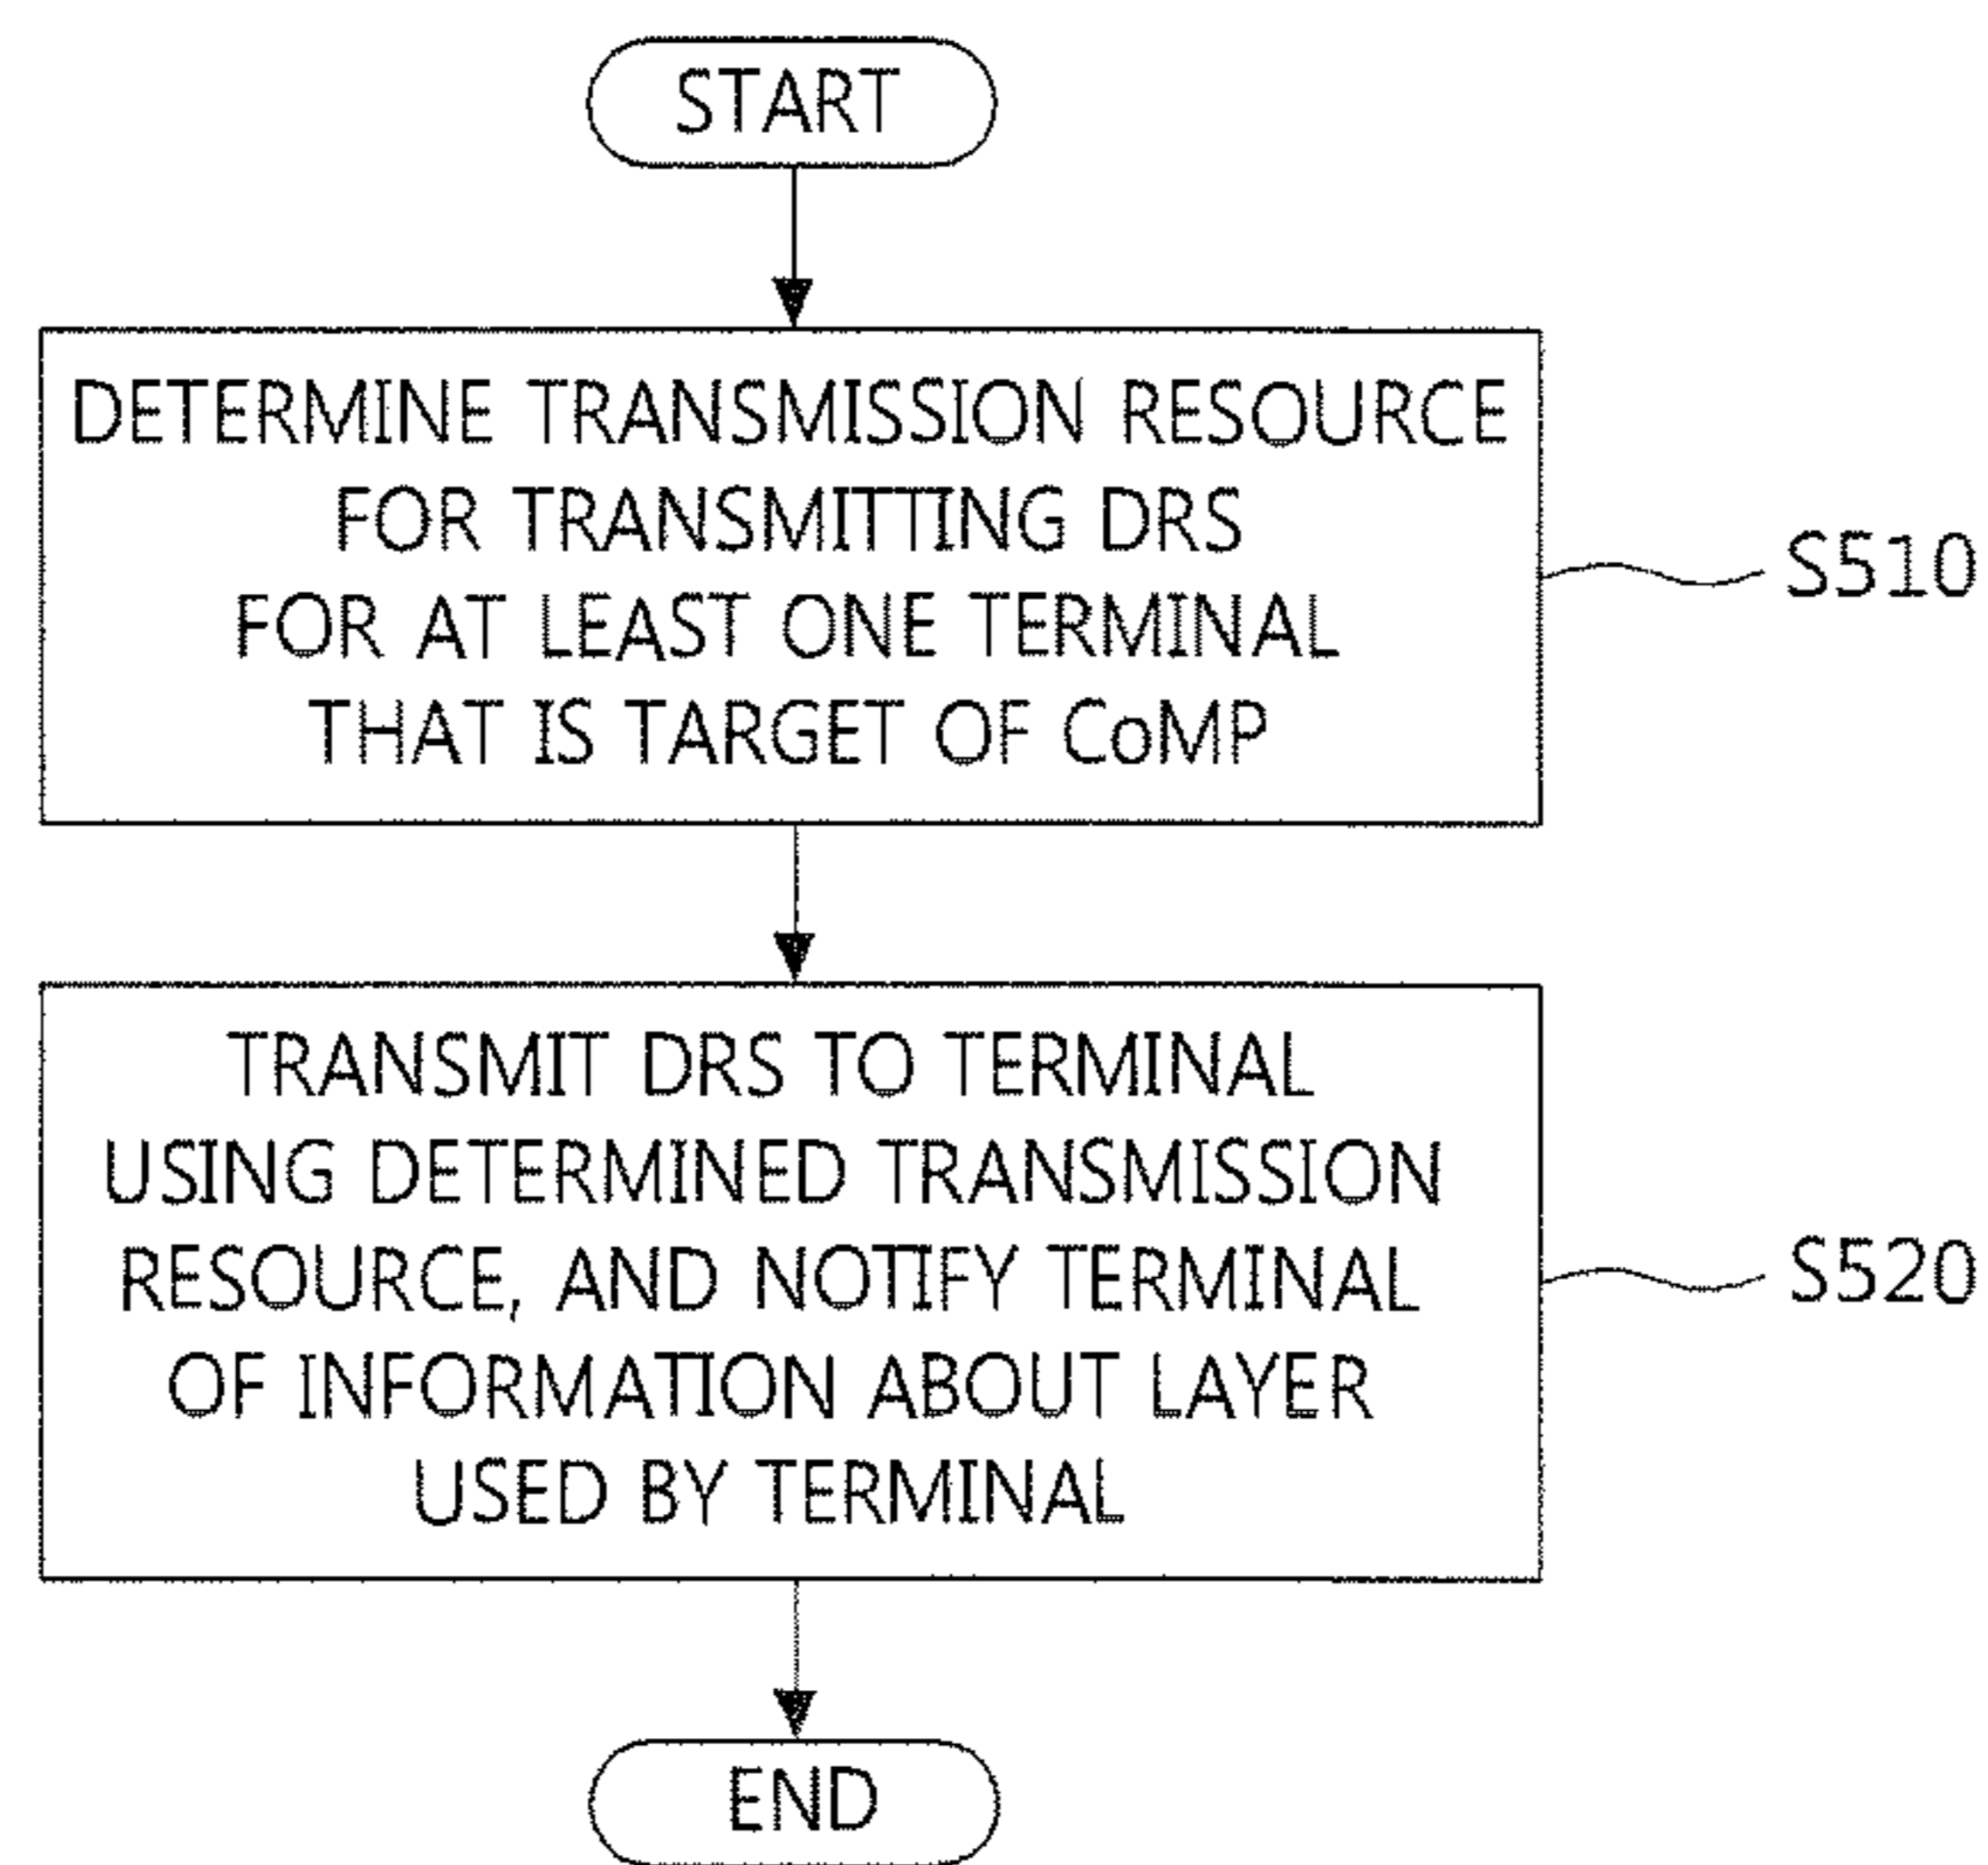 START
DETERMINE TRANSMISSION RESOURCE
FOR TRANSMITTING DRS
FOR AT LEAST ONE TERMINAL
THAT IS TARGET OF CoMP
S510
TRANSMIT DRS TO TERMINAL
USING DETERMINED TRANSMISSION
RESOURCE, AND NOTIFY TERMINAL
OF INFORMATION ABOUT LAYER
USED BY TERMINAL
S520
END